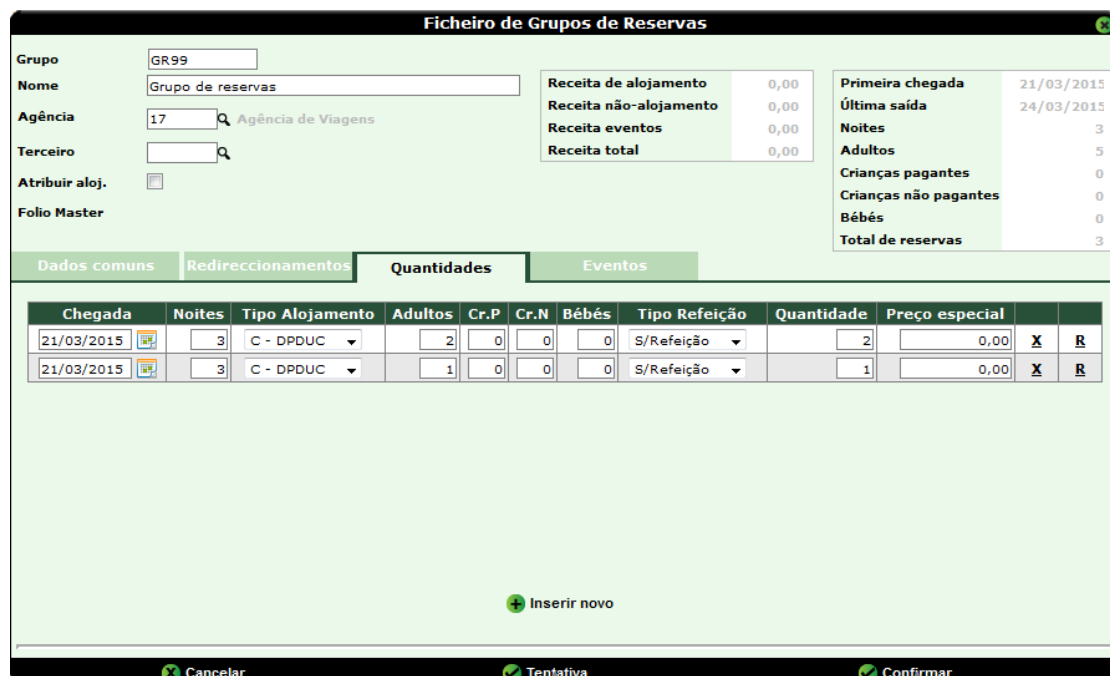 Ficheiro de Grupos de Reservas
Grupo GR99
Nome Grupo de reservas
Agência 17 Agência de Viagens
Terceiro
Atribuir aloj.
Folio Master
Receita de alojamento 0,00
Receita não-alojamento 0,00
Receita eventos 0,00
Receita total 0,00
Primeira chegada 21/03/2015
Última saída 24/03/2015
Noites 3
Adultos 5
Crianças pagantes 0
Crianças não pagantes 0
Bébés 0
Total de reservas 3
Dados comuns Redireccionamentos Quantidades Eventos
Chegada Noites Tipo Alojamento Adultos Cr.P Cr.N Bébés Tipo Refeição Quantidade Preço especial
21/03/2015 3 C - DPDUC 2 0 0 0 S/Refeição 2 0,00 X R
21/03/2015 3 C - DPDUC 1 0 0 0 S/Refeição 1 0,00 X R
Inserir novo
Cancelar Tentativa Confirmar